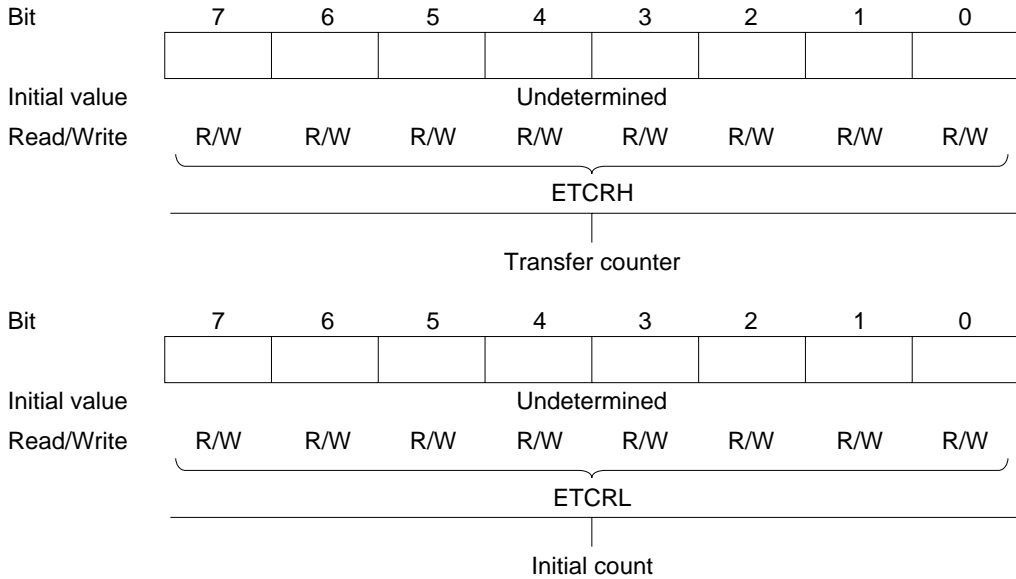 Bit 7 6 5 4 3 2 1 0
Initial value Undetermined
Read/Write R/W R/W R/W R/W R/W R/W R/W R/W
ETCRH
Transfer counter
Bit 7 6 5 4 3 2 1 0
Initial value Undetermined
Read/Write R/W R/W R/W R/W R/W R/W R/W R/W
ETCRL
Initial count